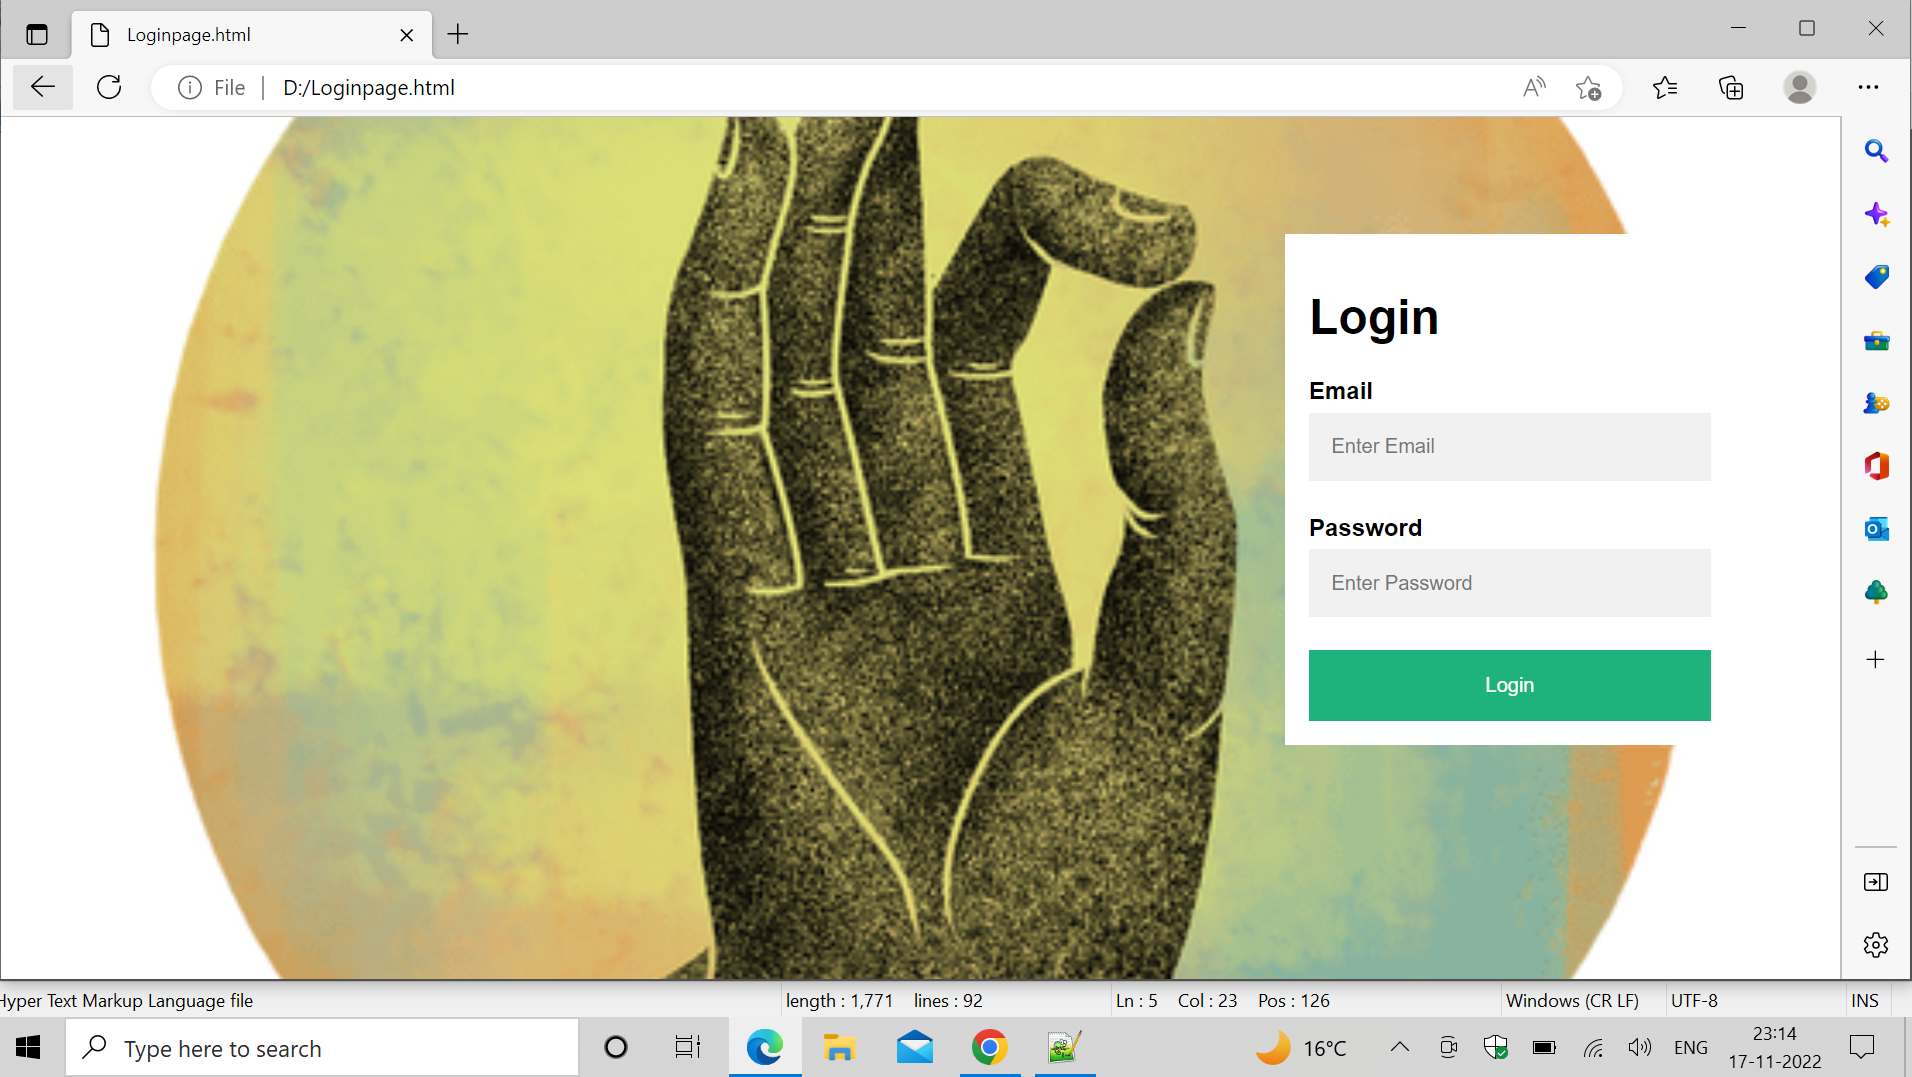 Loginpage.html
File
D:/Loginpage.html
Login
Email
Enter Email
Password
Enter Password
Login
Hyper Text Markup Language file
length : 1,771 lines : 92
Ln : 5 Col : 23 Pos : 126
Windows (CR LF)
UTF-8
INS
Type here to search
16°C
ENG
23:14
17-11-2022